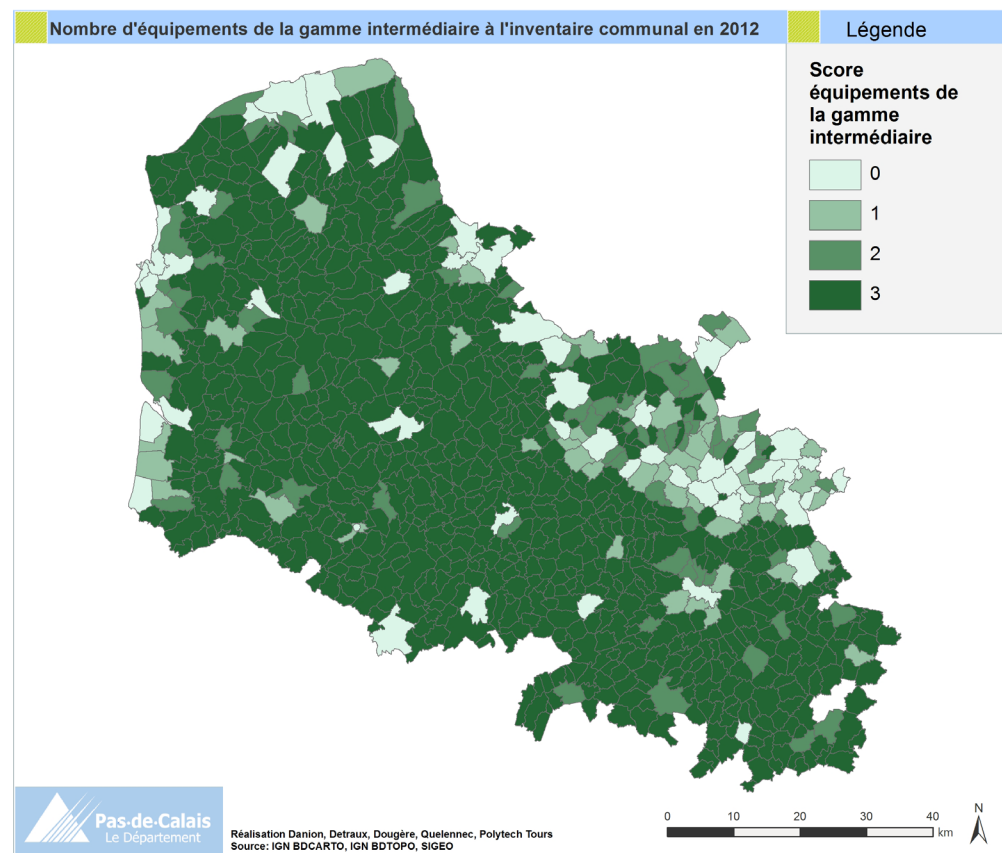 Nombre d'équipements de la gamme intermédiaire à l'inventaire communal en 2012
Légende
Score
équipements de
la gamme
intermédiaire
0
1
2
3
Pas-de-Calais
Le Département
Réalisation Danion, Detraux, Dougère, Quelennec, Polytech Tours
Source: IGN BDCARTO, IGN BDTOPO, SIGEO
0 10 20 30 40
km
N